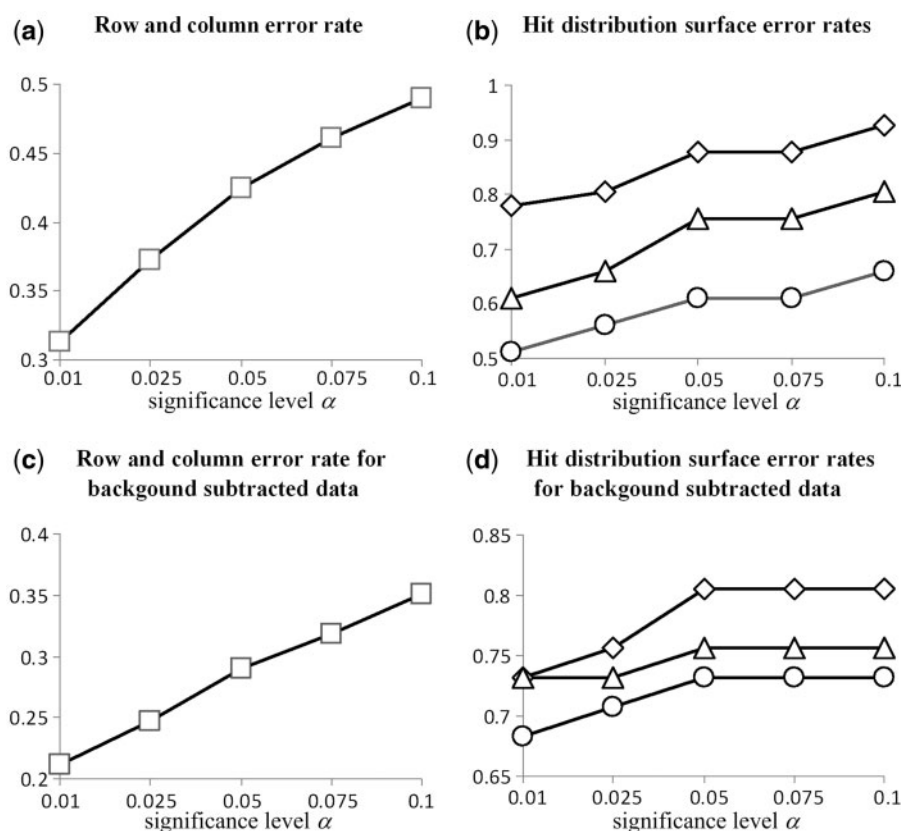 (a) Row and column error rate
0.5
0.45
0.4
0.35
0.3
0.01 0.025 0.05 0.075 0.1
significance level α
(b) Hit distribution surface error rates
1
0.9
0.8
0.7
0.6
0.5
0.01 0.025 0.05 0.075 0.1
significance level α
(c) Row and column error rate for
backgound subtracted data
0.4
0.35
0.3
0.25
0.2
0.01 0.025 0.05 0.075 0.1
significance level α
(d) Hit distribution surface error rates
for backgound subtracted data
0.85
0.8
0.75
0.7
0.65
0.01 0.025 0.05 0.075 0.1
significance level α